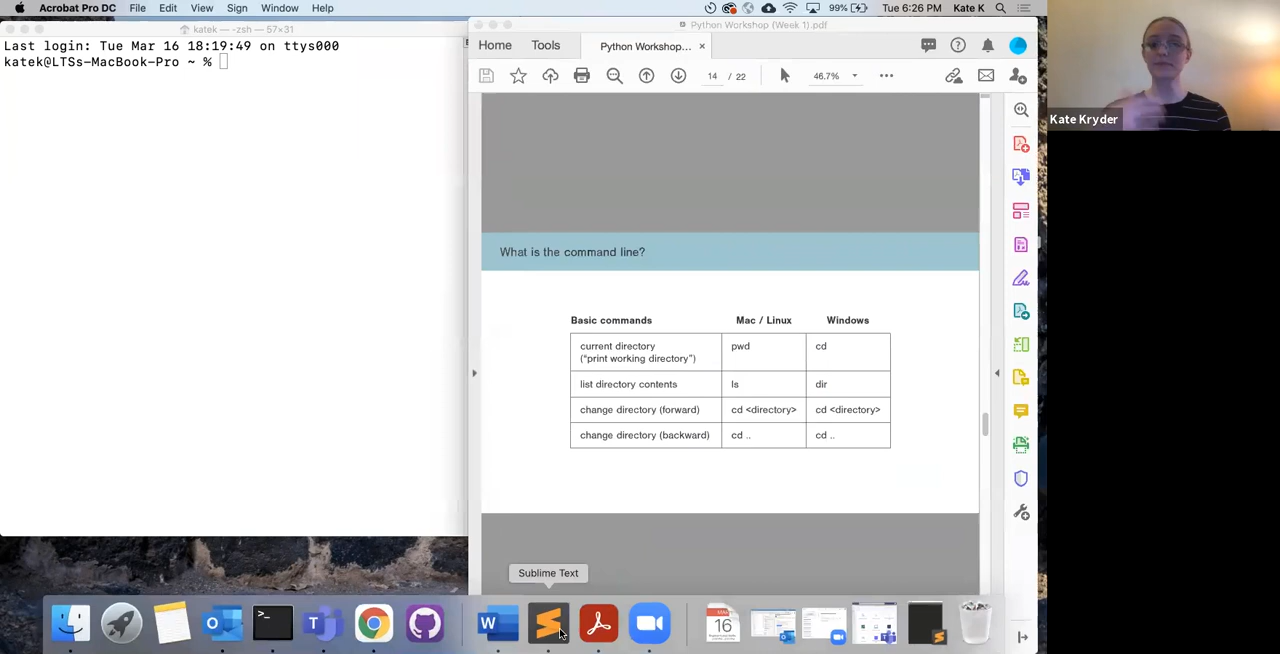 Acrobat Pro DC File Edit View Sign Window Help 99% Tue 6:26 PM Kate K
katek — -zsh — 57×31
Last login: Tue Mar 16 18:19:49 on ttys000
katek@LTSs-MacBook-Pro ~ %
Python Workshop (Week 1).pdf
Home Tools Python Workshop... ×
14 / 22 46.7%
What is the command line?
Basic commands Mac / Linux Windows
current directory pwd cd
("print working directory")
list directory contents ls dir
change directory (forward) cd <directory> cd <directory>
change directory (backward) cd .. cd ..
Kate Kryder
Sublime Text
16